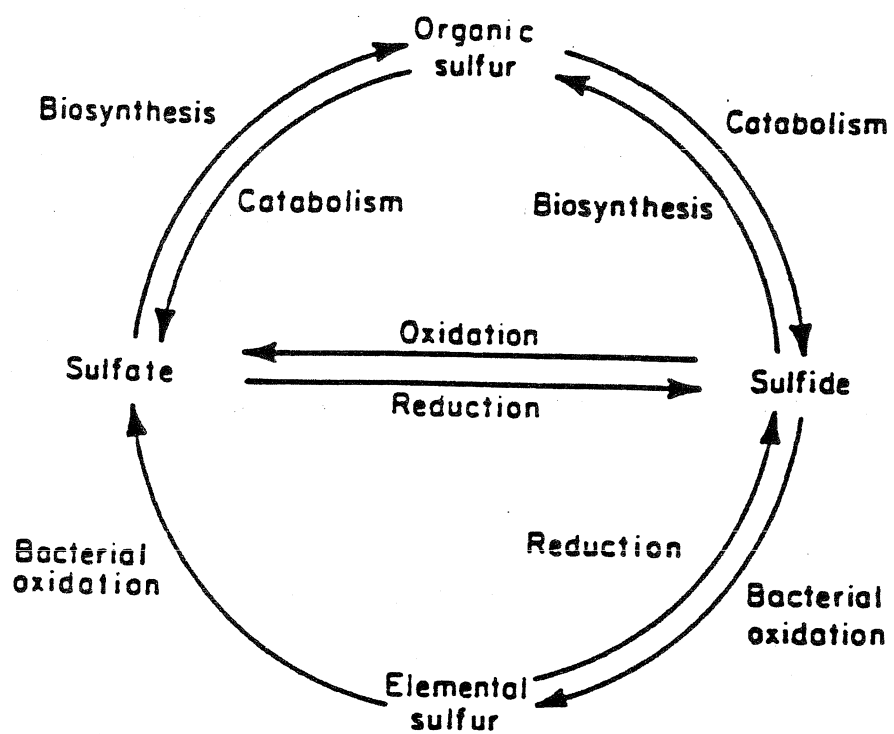 Organic
sulfur
Biosynthesis
Catabolism
Catabolism
Biosynthesis
Oxidation
Sulfate
Sulfide
Reduction
Bacterial
oxidation
Reduction
Bacterial
oxidation
Elemental
sulfur